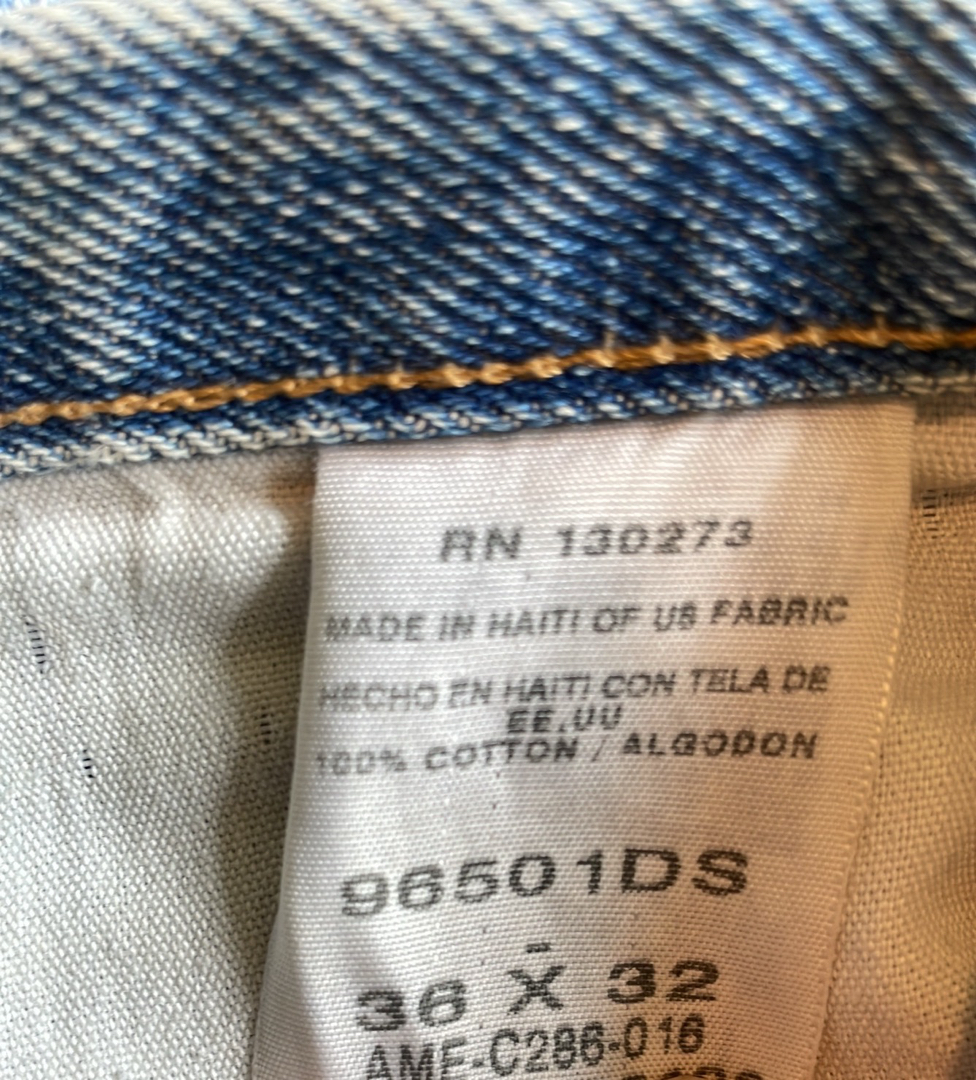 RN 130273
MADE IN HAITI OF US FABRIC
HECHO EN HAITI CON TELA DE
EE.UU
100% COTTON / ALGODON
96501DS
-
36 X 32
AMF-C286-016